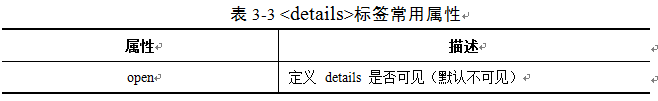 表 3-3 <details>标签常用属性
属性 描述
open 定义 details 是否可见（默认不可见）